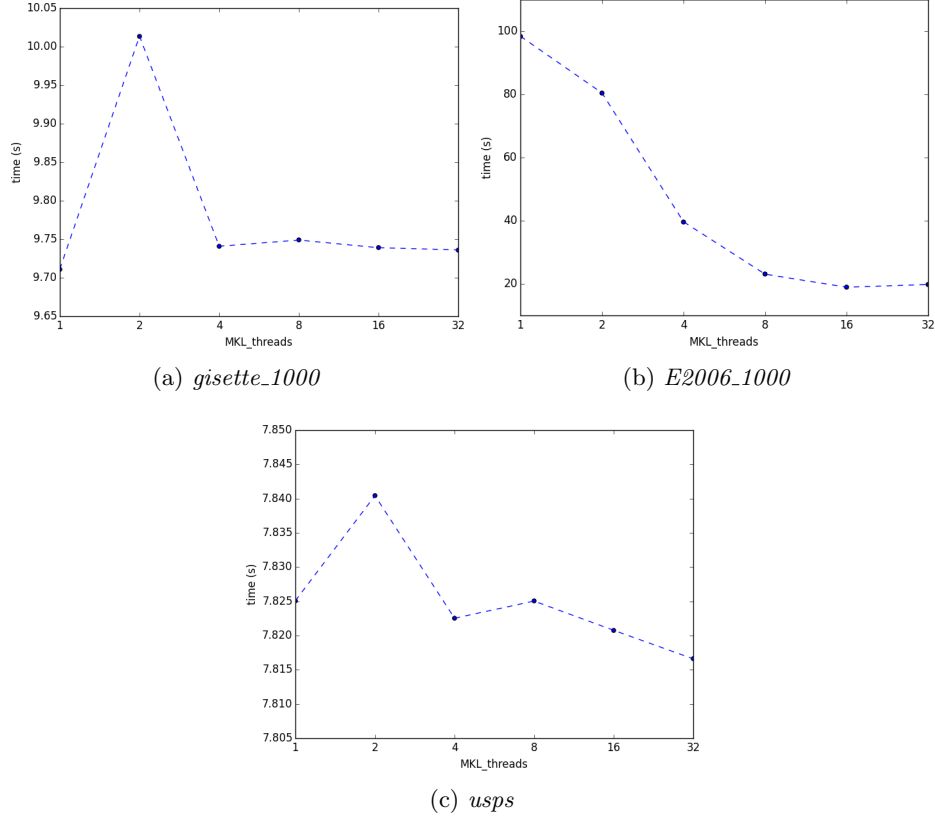 10.05
10.00
9.95
9.90
9.85
9.80
9.75
9.70
9.65
time (s)
1 2 4 8 16 32
MKL_threads
(a) gisette_1000
100
80
60
40
20
time (s)
1 2 4 8 16 32
MKL_threads
(b) E2006_1000
7.850
7.845
7.840
7.835
7.830
7.825
7.820
7.815
7.810
7.805
time (s)
1 2 4 8 16 32
MKL_threads
(c) usps